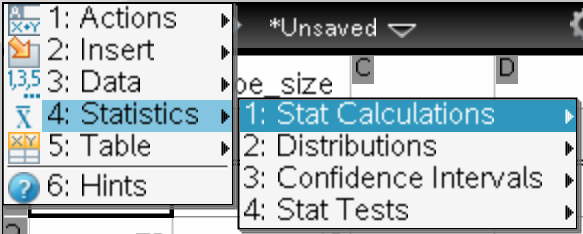 1: Actions
2: Insert
3: Data
4: Statistics
5: Table
6: Hints
*Unsaved
C
D
pe_size
1: Stat Calculations
2: Distributions
3: Confidence Intervals
4: Stat Tests